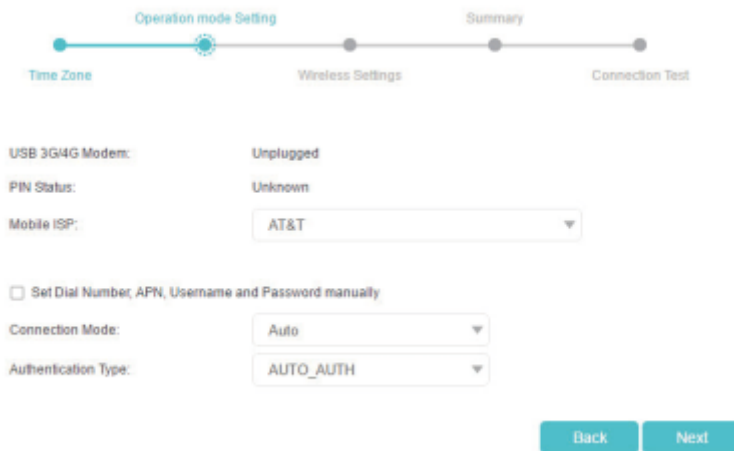 Operation mode Setting Summary
Time Zone Wireless Settings Connection Test
USB 3G/4G Modem: Unplugged
PIN Status: Unknown
Mobile ISP: AT&T
Set Dial Number, APN, Username and Password manually
Connection Mode: Auto
Authentication Type: AUTO_AUTH
Back Next